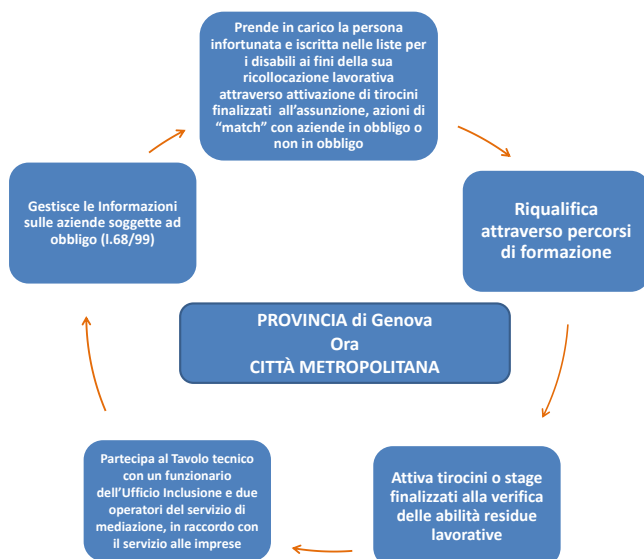 Prende in carico la persona
infortunata e iscritta nelle liste per
i disabili ai fini della sua
ricollocazione lavorativa
attraverso attivazione di tirocini
finalizzati all'assunzione, azioni di
“match” con aziende in obbligo o
non in obbligo
Riqualifica
attraverso percorsi
di formazione
Attiva tirocini o stage
finalizzati alla verifica
delle abilità residue
lavorative
Partecipa al Tavolo tecnico
con un funzionario
dell'Ufficio Inclusione e due
operatori del servizio di
mediazione, in raccordo con
il servizio alle imprese
Gestisce le Informazioni
sulle aziende soggette ad
obbligo (l.68/99)
PROVINCIA di Genova
Ora
CITTÀ METROPOLITANA